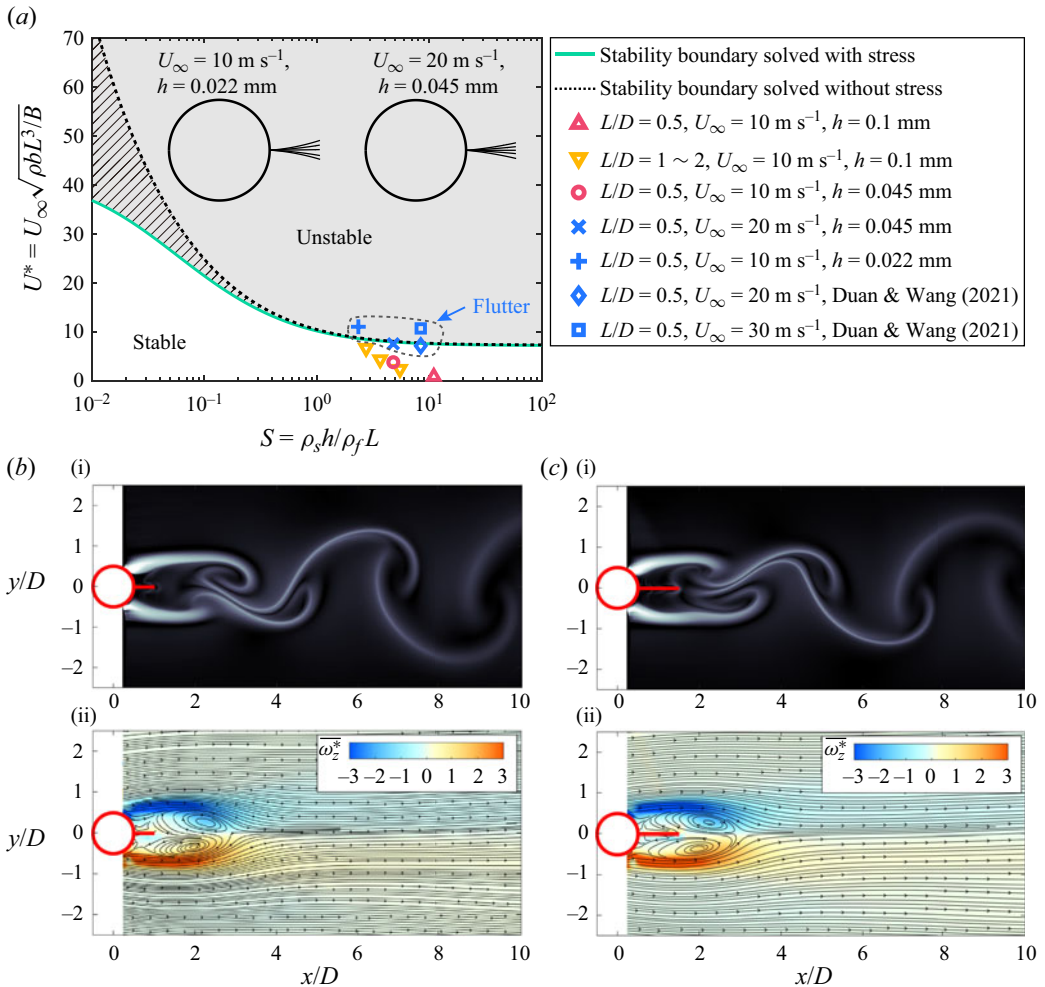 (a)
70
60
50
40
30
20
10
0
U* = U∞√ρbL³/B
U∞ = 10 m s⁻¹,
h = 0.022 mm
U∞ = 20 m s⁻¹,
h = 0.045 mm
Unstable
Stable
Flutter
10⁻² 10⁻¹ 10⁰ 10¹ 10²
S = ρₛh/ρ_f L
Stability boundary solved with stress
Stability boundary solved without stress
L/D = 0.5, U∞ = 10 m s⁻¹, h = 0.1 mm
L/D = 1 ~ 2, U∞ = 10 m s⁻¹, h = 0.1 mm
L/D = 0.5, U∞ = 10 m s⁻¹, h = 0.045 mm
L/D = 0.5, U∞ = 20 m s⁻¹, h = 0.045 mm
L/D = 0.5, U∞ = 10 m s⁻¹, h = 0.022 mm
L/D = 0.5, U∞ = 20 m s⁻¹, Duan & Wang (2021)
L/D = 0.5, U∞ = 30 m s⁻¹, Duan & Wang (2021)
(b) (i)
2
1
0
−1
−2
y/D
0 2 4 6 8 10
(c) (i)
2
1
0
−1
−2
0 2 4 6 8 10
(ii)
2
1
0
−1
−2
y/D
ω̅z*
−3 −2 −1 0 1 2 3
0 2 4 6 8 10
x/D
(ii)
2
1
0
−1
−2
ω̅z*
−3 −2 −1 0 1 2 3
0 2 4 6 8 10
x/D